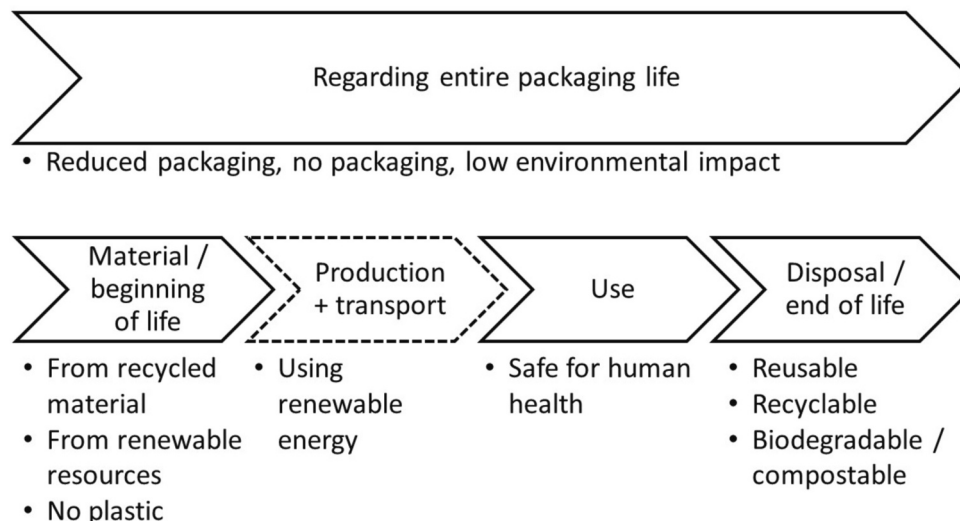 Regarding entire packaging life
• Reduced packaging, no packaging, low environmental impact
Material /
beginning
of life
Production
+ transport
Use
Disposal /
end of life
• From recycled
material
• From renewable
resources
• No plastic
• Using
renewable
energy
• Safe for human
health
• Reusable
• Recyclable
• Biodegradable /
compostable